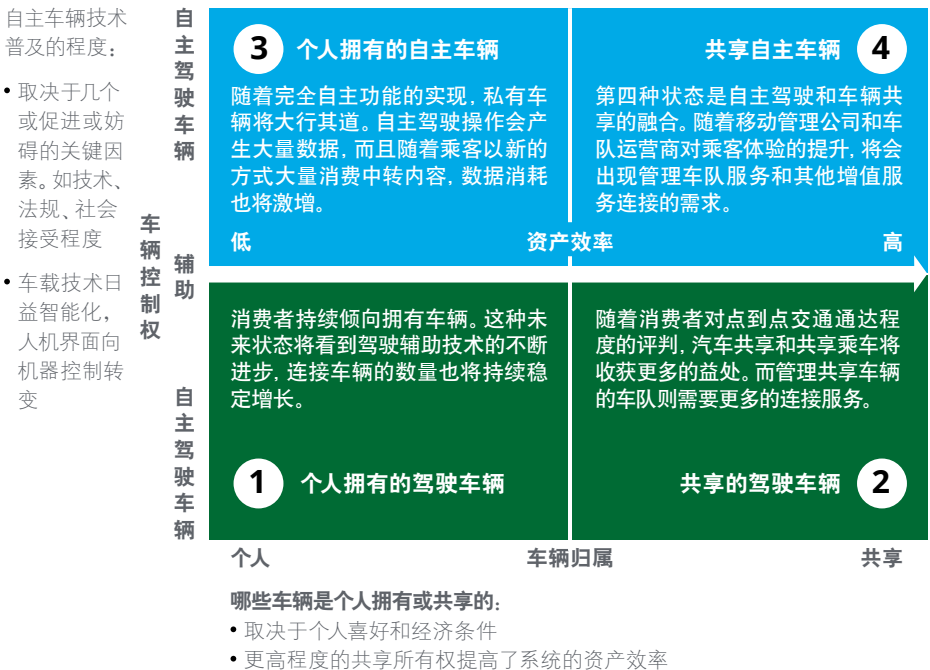 自主车辆技术
普及的程度：
• 取决于几个
或促进或妨
碍的关键因
素。如技术、
法规、社会
接受程度
• 车载技术日
益智能化，
人机界面向
机器控制转
变
车辆控制权
自主驾驶车辆
辅助
自主驾驶车辆
3 个人拥有的自主车辆
随着完全自主功能的实现，私有车
辆将大行其道。自主驾驶操作会产
生大量数据，而且随着乘客以新的
方式大量消费中转内容，数据消耗
也将激增。
共享自主车辆 4
第四种状态是自主驾驶和车辆共
享的融合。随着移动管理公司和车
队运营商对乘客体验的提升，将会
出现管理车队服务和其他增值服
务连接的需求。
低 资产效率 高
消费者持续倾向拥有车辆。这种未
来状态将看到驾驶辅助技术的不断
进步，连接车辆的数量也将持续稳
定增长。
1 个人拥有的驾驶车辆
随着消费者对点到点交通通达程
度的评判，汽车共享和共享乘车将
收获更多的益处。而管理共享车辆
的车队则需要更多的连接服务。
共享的驾驶车辆 2
个人 车辆归属 共享
哪些车辆是个人拥有或共享的：
• 取决于个人喜好和经济条件
• 更高程度的共享所有权提高了系统的资产效率